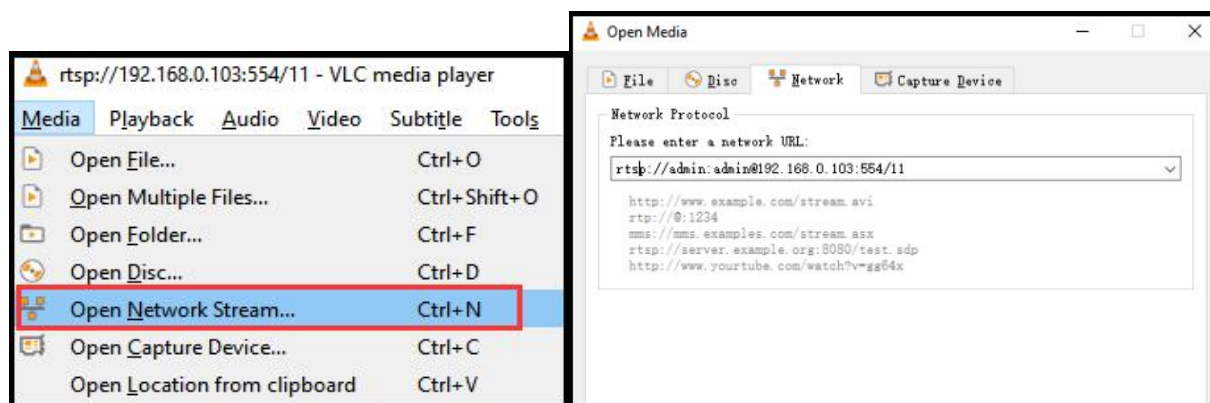 rtsp://192.168.0.103:554/11 - VLC media player
Media Playback Audio Video Subtitle Tools
Open File... Ctrl+O
Open Multiple Files... Ctrl+Shift+O
Open Folder... Ctrl+F
Open Disc... Ctrl+D
Open Network Stream... Ctrl+N
Open Capture Device... Ctrl+C
Open Location from clipboard Ctrl+V
Open Media
File Disc Network Capture Device
Network Protocol
Please enter a network URL:
rtsp://admin:admin@192.168.0.103:554/11
http://www.example.com/stream.avi
rtp://@:1234
mms://mms.examples.com/stream.asx
rtsp://server.example.org:8080/test.sdp
http://www.yourtube.com/watch?v=gg64x